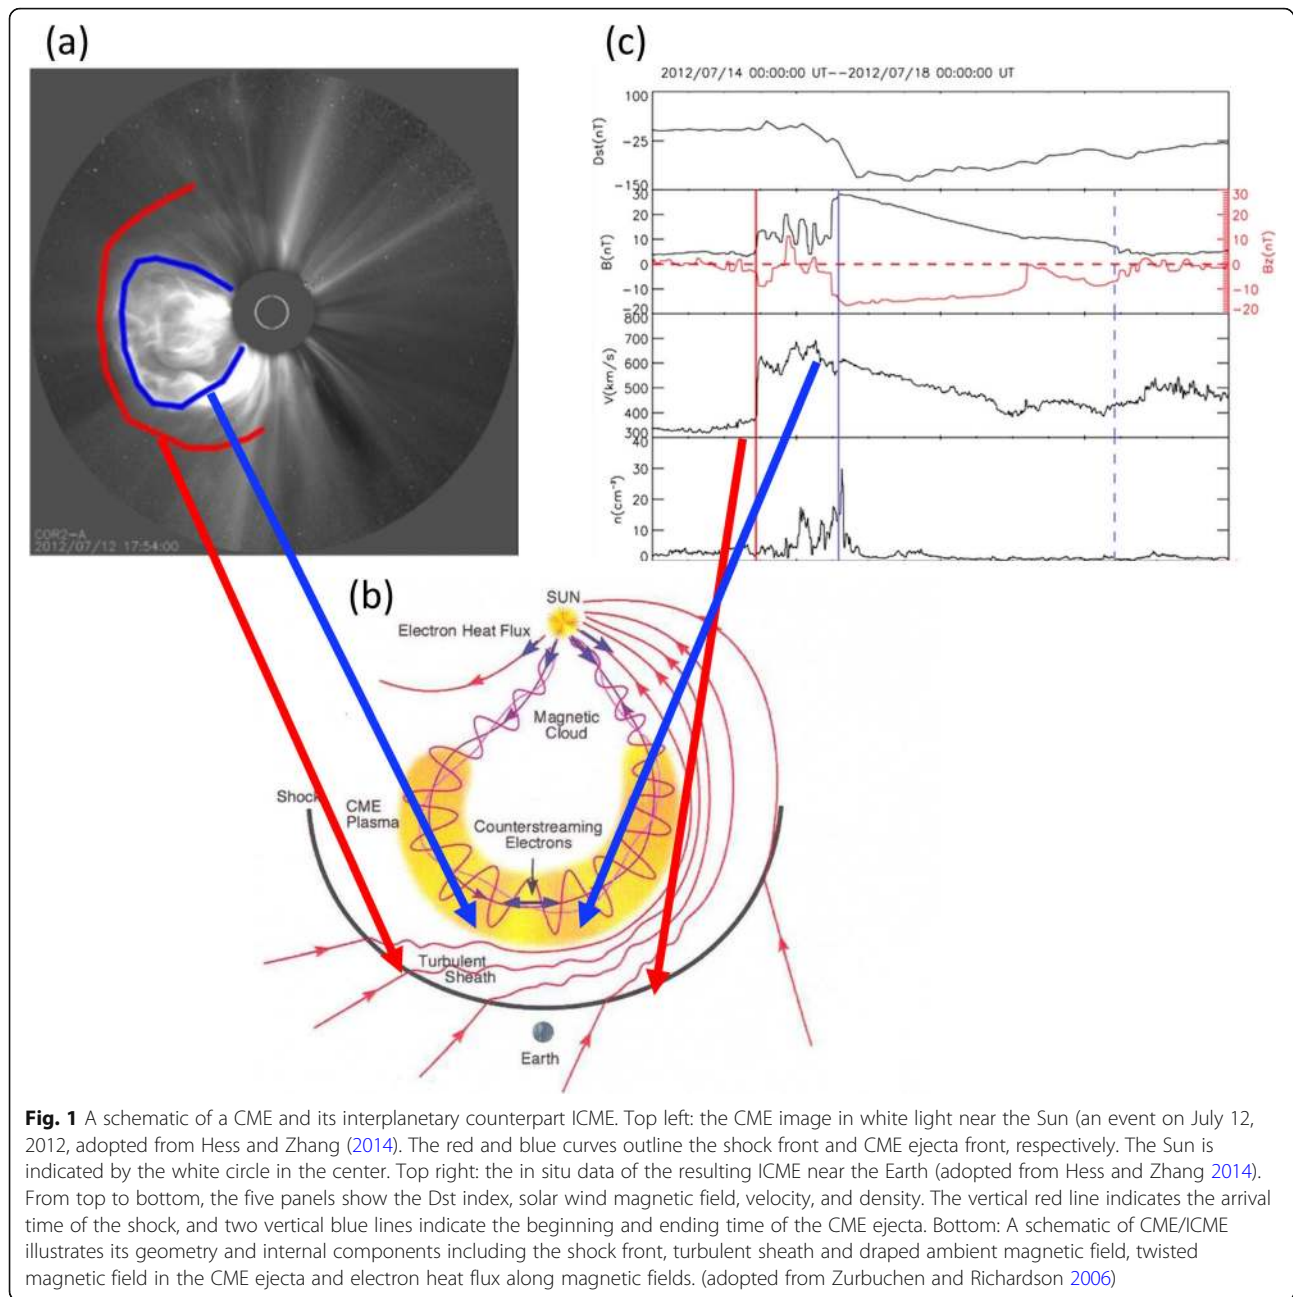 (a)
COR2-A
2012/07/12 17:54:00
(c)
2012/07/14 00:00:00 UT--2012/07/18 00:00:00 UT
100
-25
-150
Dst(nT)
30
20
10
0
-10
-20
B(nT)
30
20
10
0
-10
-20
Bz(nT)
800
700
600
500
400
300
V(km/s)
40
30
20
10
0
n(cm⁻³)
(b)
SUN
Electron Heat Flux
Magnetic
Cloud
Shock
CME
Plasma
Counterstreaming
Electrons
Turbulent
Sheath
Earth
Fig. 1 A schematic of a CME and its interplanetary counterpart ICME. Top left: the CME image in white light near the Sun (an event on July 12,
2012, adopted from Hess and Zhang (2014). The red and blue curves outline the shock front and CME ejecta front, respectively. The Sun is
indicated by the white circle in the center. Top right: the in situ data of the resulting ICME near the Earth (adopted from Hess and Zhang 2014).
From top to bottom, the five panels show the Dst index, solar wind magnetic field, velocity, and density. The vertical red line indicates the arrival
time of the shock, and two vertical blue lines indicate the beginning and ending time of the CME ejecta. Bottom: A schematic of CME/ICME
illustrates its geometry and internal components including the shock front, turbulent sheath and draped ambient magnetic field, twisted
magnetic field in the CME ejecta and electron heat flux along magnetic fields. (adopted from Zurbuchen and Richardson 2006)